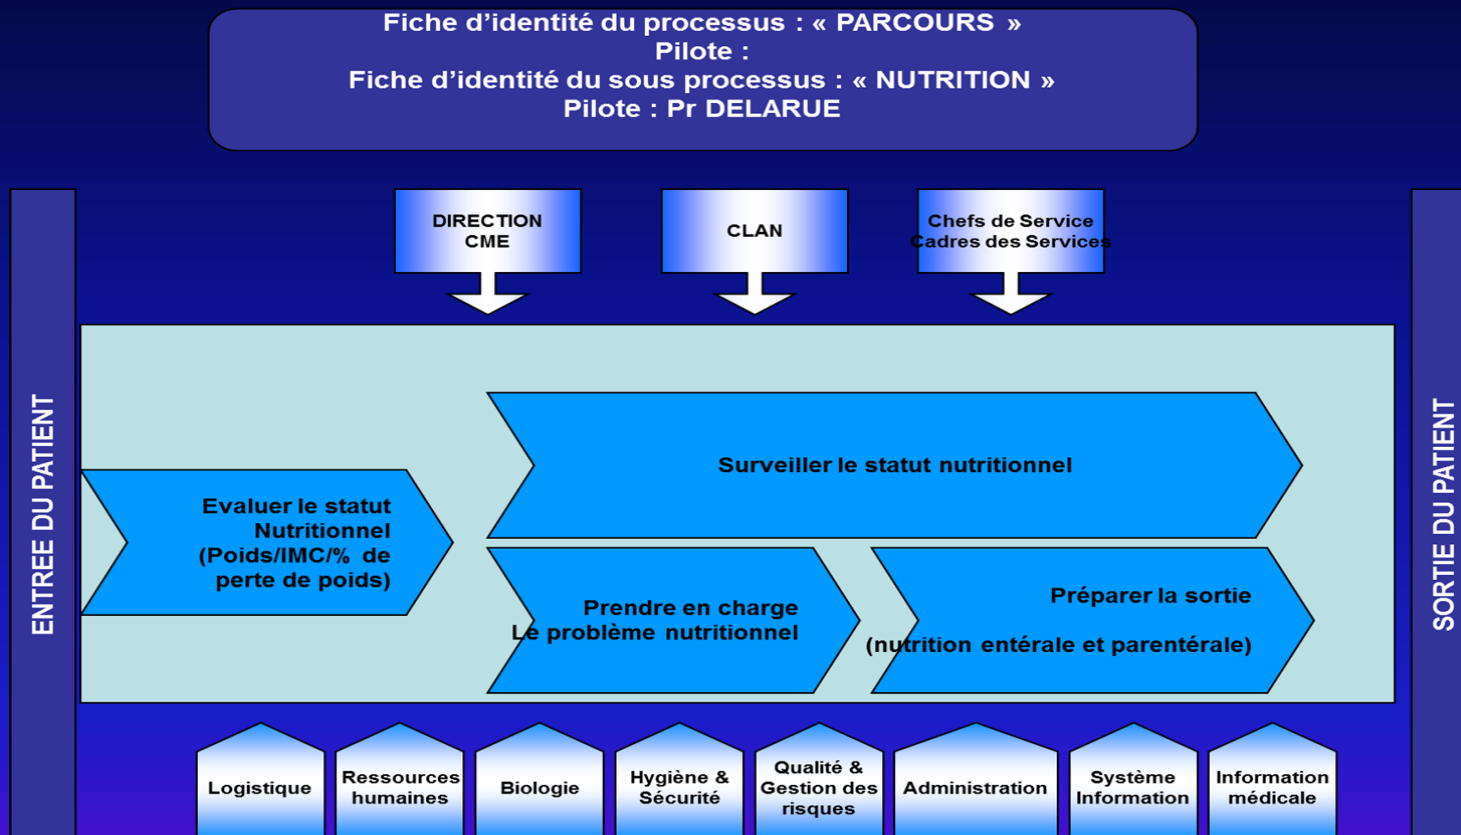 Fiche d’identité du processus : « PARCOURS »
Pilote :
Fiche d’identité du sous processus : « NUTRITION »
Pilote : Pr DELARUE
DIRECTION
CME
CLAN
Chefs de Service
Cadres des Services
ENTREE DU PATIENT
Surveiller le statut nutritionnel
Evaluer le statut
Nutritionnel
(Poids/IMC/% de
perte de poids)
Prendre en charge
Le problème nutritionnel
Préparer la sortie
(nutrition entérale et parentérale)
SORTIE DU PATIENT
Logistique
Ressources
humaines
Biologie
Hygiène &
Sécurité
Qualité &
Gestion des
risques
Administration
Système
Information
Information
médicale